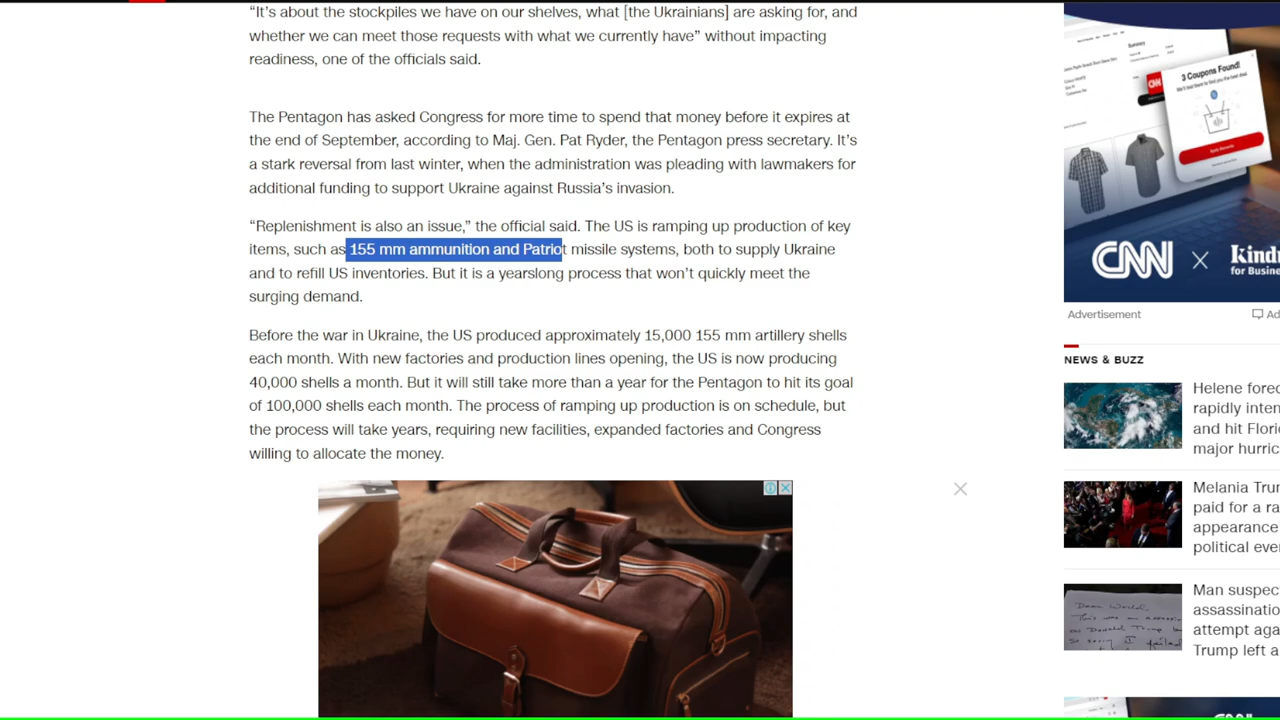 “It’s about the stockpiles we have on our shelves, what [the Ukrainians] are asking for, and
whether we can meet those requests with what we currently have” without impacting
readiness, one of the officials said.
The Pentagon has asked Congress for more time to spend that money before it expires at
the end of September, according to Maj. Gen. Pat Ryder, the Pentagon press secretary. It’s
a stark reversal from last winter, when the administration was pleading with lawmakers for
additional funding to support Ukraine against Russia’s invasion.
“Replenishment is also an issue,” the official said. The US is ramping up production of key
items, such as 155 mm ammunition and Patriot missile systems, both to supply Ukraine
and to refill US inventories. But it is a yearslong process that won’t quickly meet the
surging demand.
Before the war in Ukraine, the US produced approximately 15,000 155 mm artillery shells
each month. With new factories and production lines opening, the US is now producing
40,000 shells a month. But it will still take more than a year for the Pentagon to hit its goal
of 100,000 shells each month. The process of ramping up production is on schedule, but
the process will take years, requiring new facilities, expanded factories and Congress
willing to allocate the money.
Summary
CNN
3 Coupons Found!
CNN X Kind
for Busines
Advertisement
Ad
NEWS & BUZZ
Helene forec
rapidly inten
and hit Flori
major hurric
Melania Tru
paid for a ra
appearance
political eve
Dear World,
Man suspec
assassinatio
attempt aga
Trump left a